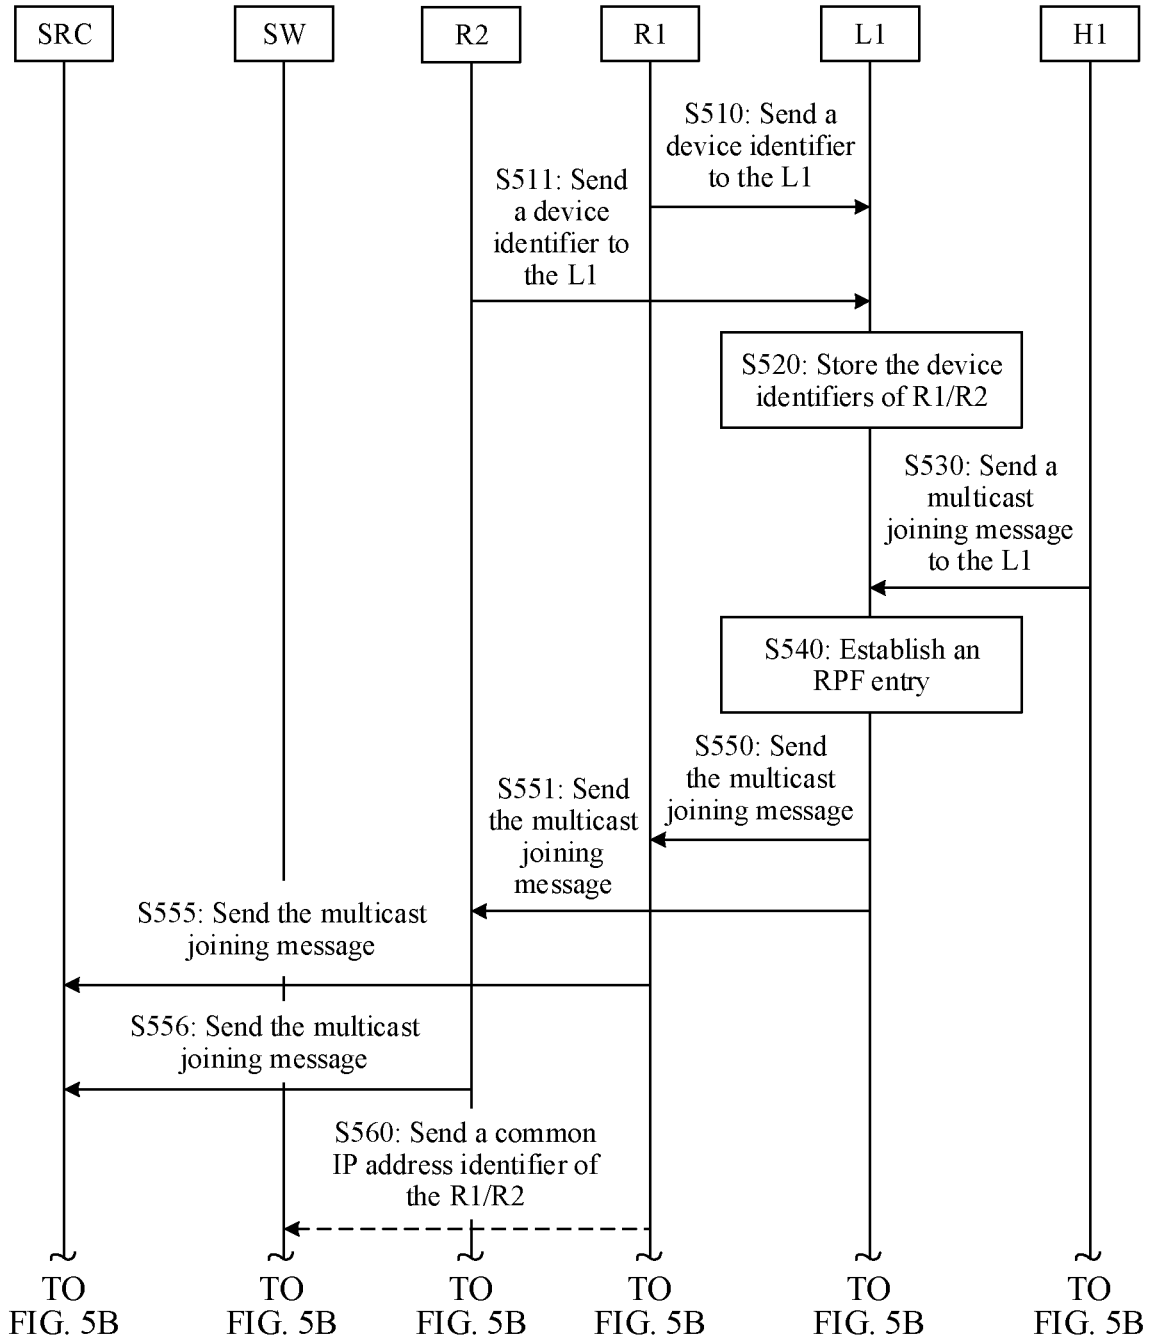 SRC
SW
R2
R1
L1
H1
S510: Send a
device identifier
to the L1
S511: Send
a device
identifier to
the L1
S520: Store the device
identifiers of R1/R2
S530: Send a
multicast
joining message
to the L1
S540: Establish an
RPF entry
S550: Send
the multicast
joining message
S551: Send
the multicast
joining
message
S555: Send the multicast
joining message
S556: Send the multicast
joining message
S560: Send a common
IP address identifier of
the R1/R2
TO
FIG. 5B
TO
FIG. 5B
TO
FIG. 5B
TO
FIG. 5B
TO
FIG. 5B
TO
FIG. 5B